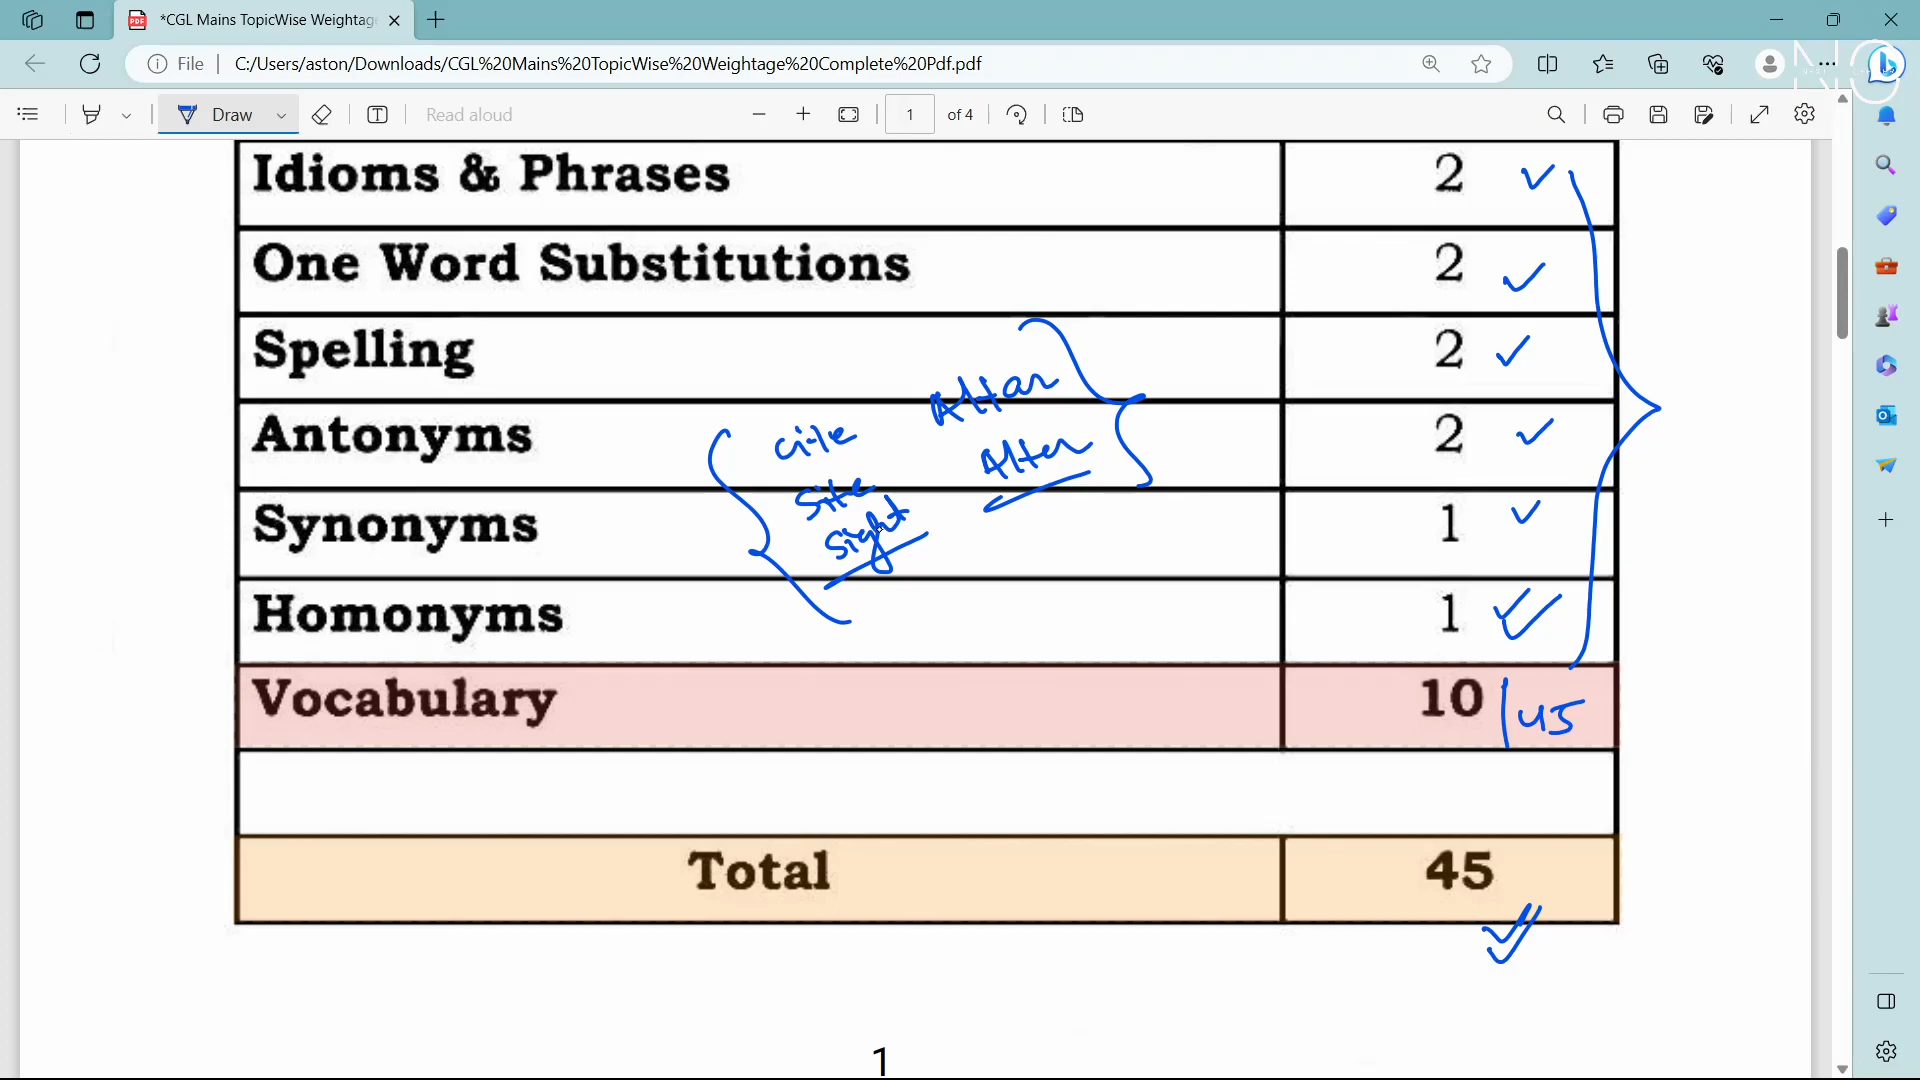 *CGL Mains TopicWise Weightag
File
C:/Users/aston/Downloads/CGL%20Mains%20TopicWise%20Weightage%20Complete%20Pdf.pdf
Draw
Read aloud
1 of 4
Idioms & Phrases 2
One Word Substitutions 2
Spelling 2
Altar
Antonyms 2
cite
Alter
site
Synonyms 1
sight
Homonyms 1
Vocabulary 10 |45
Total 45
1